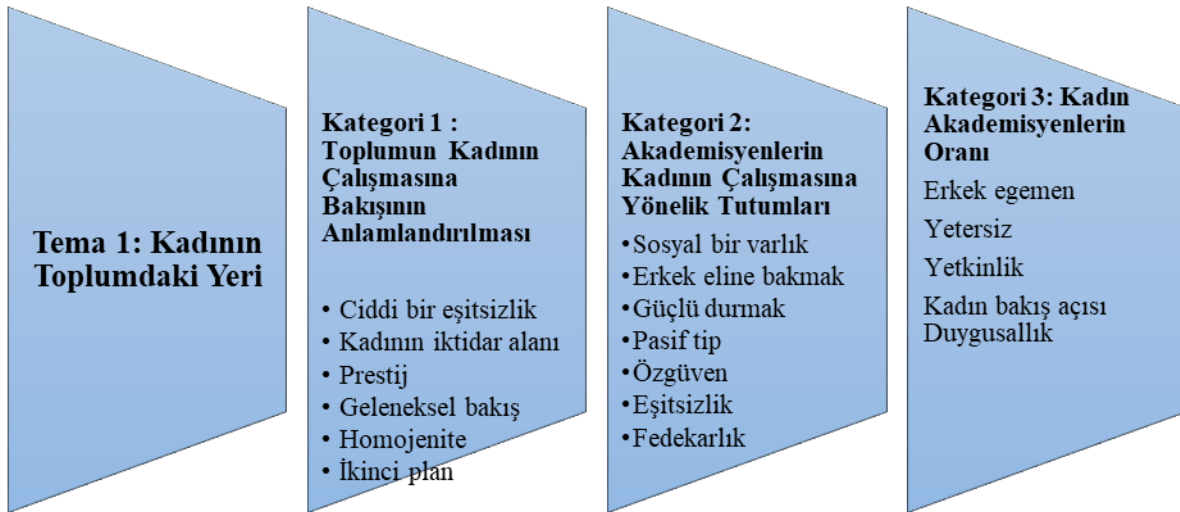 Tema 1: Kadının
Toplumdaki Yeri
Kategori 1 :
Toplumun Kadının
Çalışmasına
Bakışının
Anlamlandırılması
• Ciddi bir eşitsizlik
• Kadının iktidar alanı
• Prestij
• Geleneksel bakış
• Homojenite
• İkinci plan
Kategori 2:
Akademisyenlerin
Kadının Çalışmasına
Yönelik Tutumları
•Sosyal bir varlık
•Erkek eline bakmak
•Güçlü durmak
•Pasif tip
•Özgüven
•Eşitsizlik
•Fedekarlık
Kategori 3: Kadın
Akademisyenlerin
Oranı
Erkek egemen
Yetersiz
Yetkinlik
Kadın bakış açısı
Duygusallık